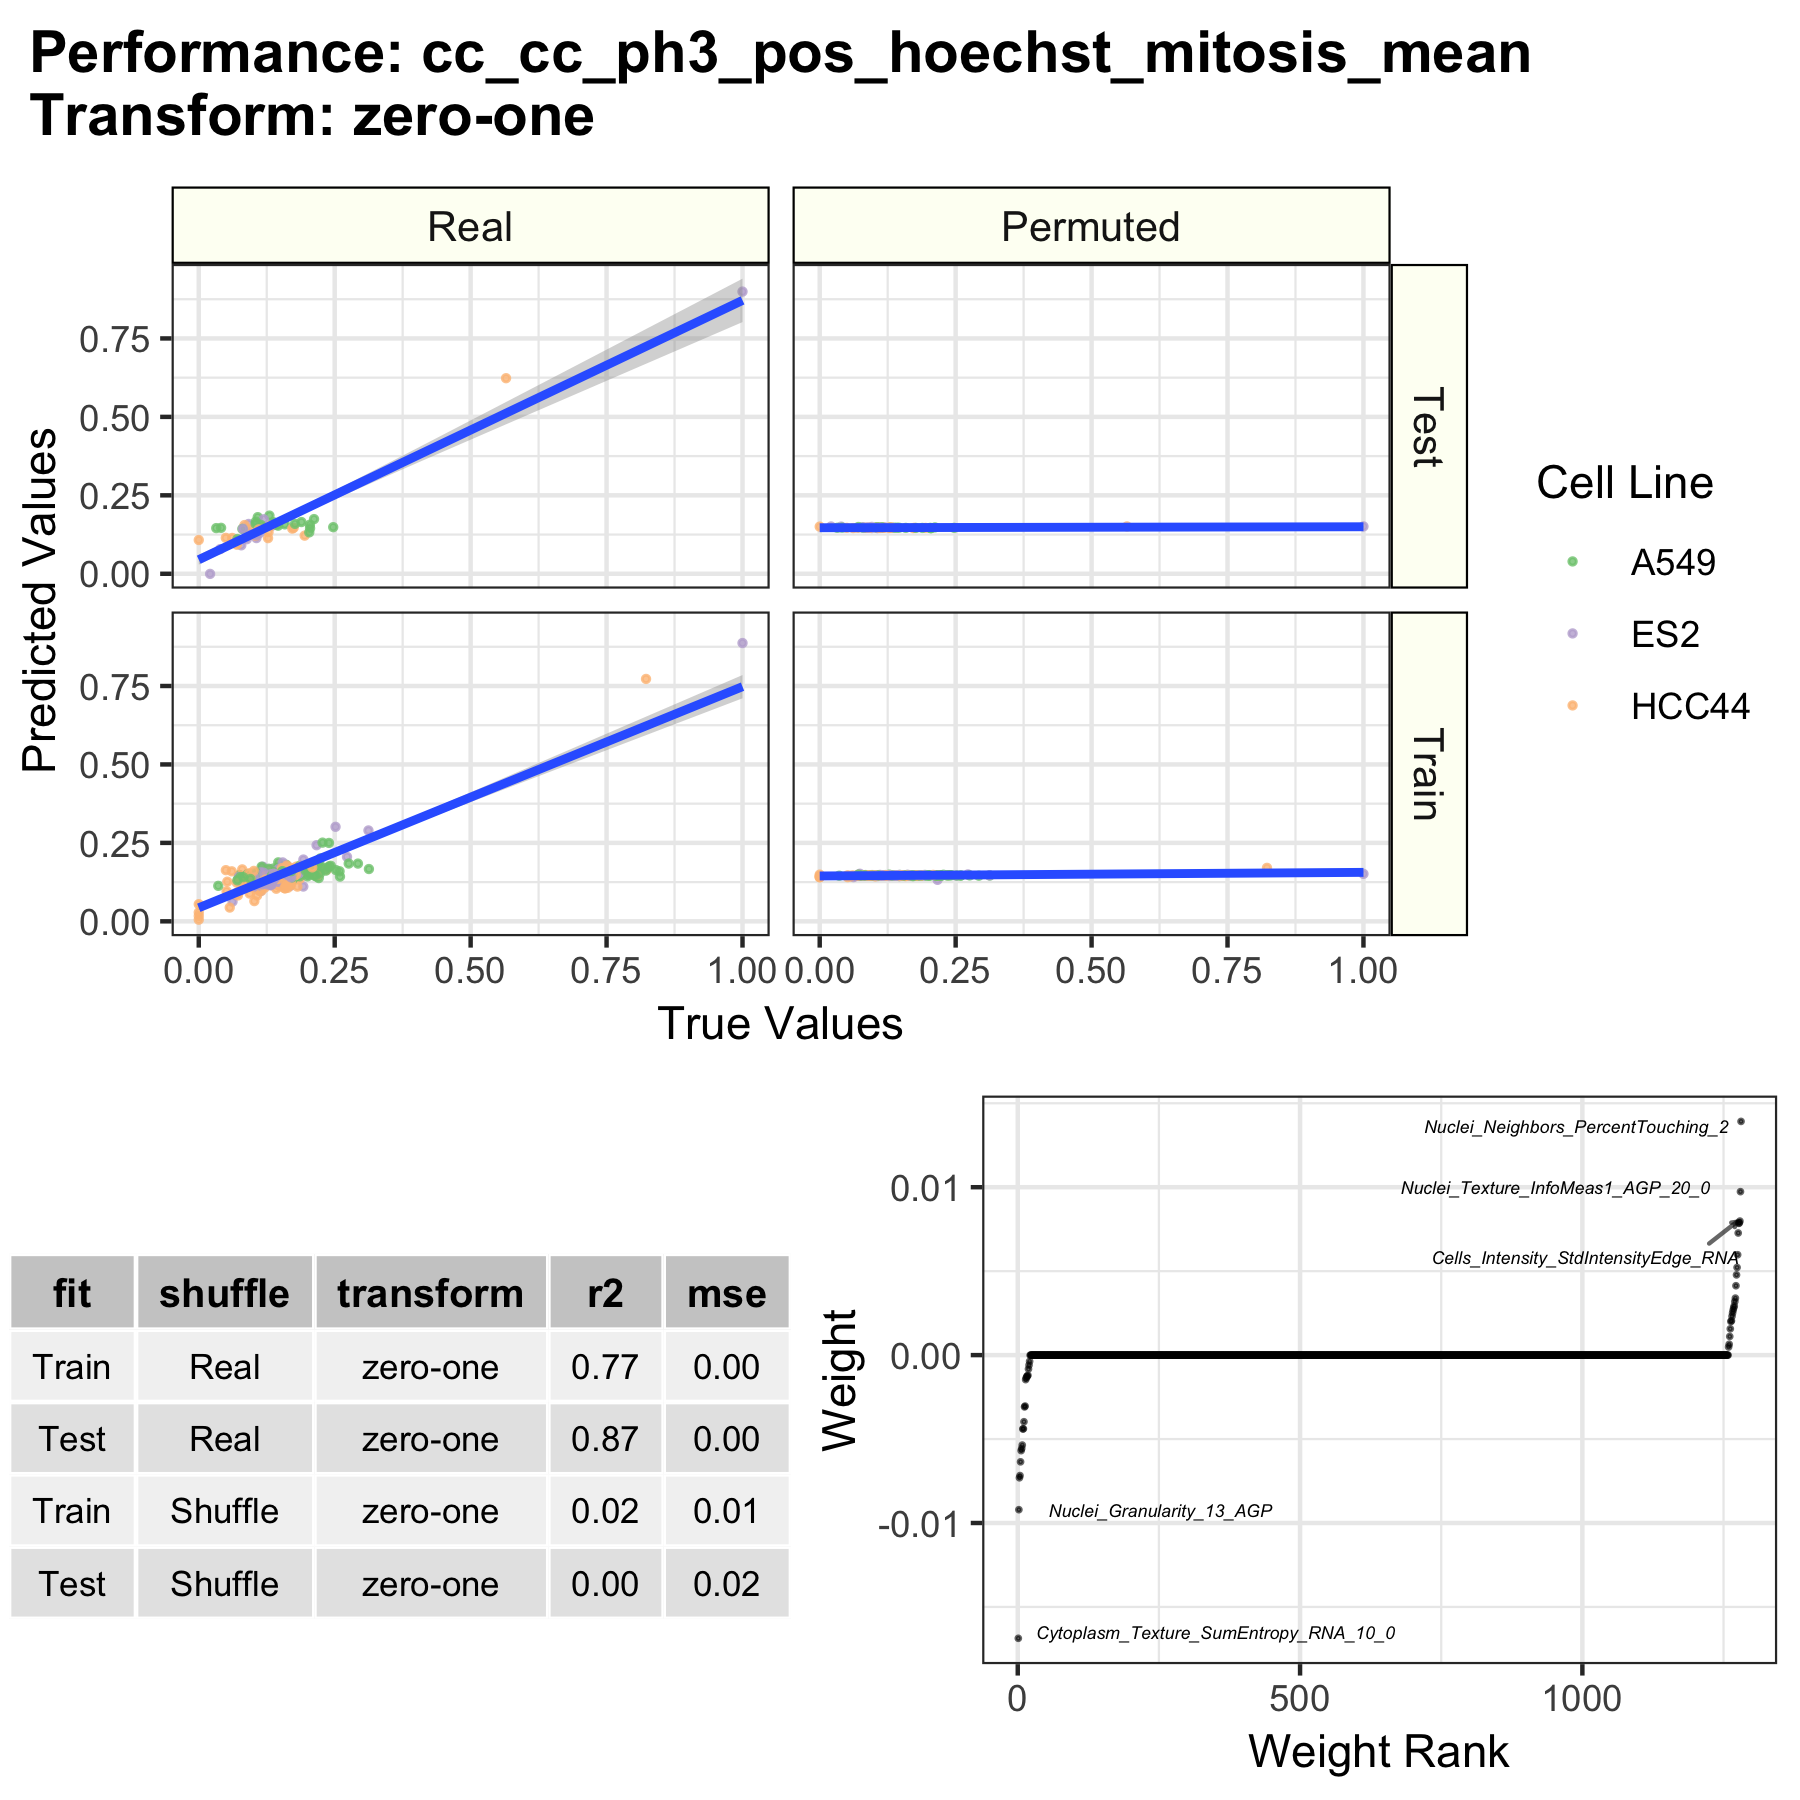 Performance: cc_cc_ph3_pos_hoechst_mitosis_mean
Transform: zero-one
Real
Permuted
Test
Train
Predicted Values
0.75
0.50
0.25
0.00
0.75
0.50
0.25
0.00
0.00 0.25 0.50 0.75 1.00 0.00 0.25 0.50 0.75 1.00
True Values
Cell Line
A549
ES2
HCC44
fit shuffle transform r2 mse
Train Real zero-one 0.77 0.00
Test Real zero-one 0.87 0.00
Train Shuffle zero-one 0.02 0.01
Test Shuffle zero-one 0.00 0.02
Weight
0.01
0.00
-0.01
Nuclei_Neighbors_PercentTouching_2
Nuclei_Texture_InfoMeas1_AGP_20_0
Cells_Intensity_StdIntensityEdge_RNA
Nuclei_Granularity_13_AGP
Cytoplasm_Texture_SumEntropy_RNA_10_0
0 500 1000
Weight Rank